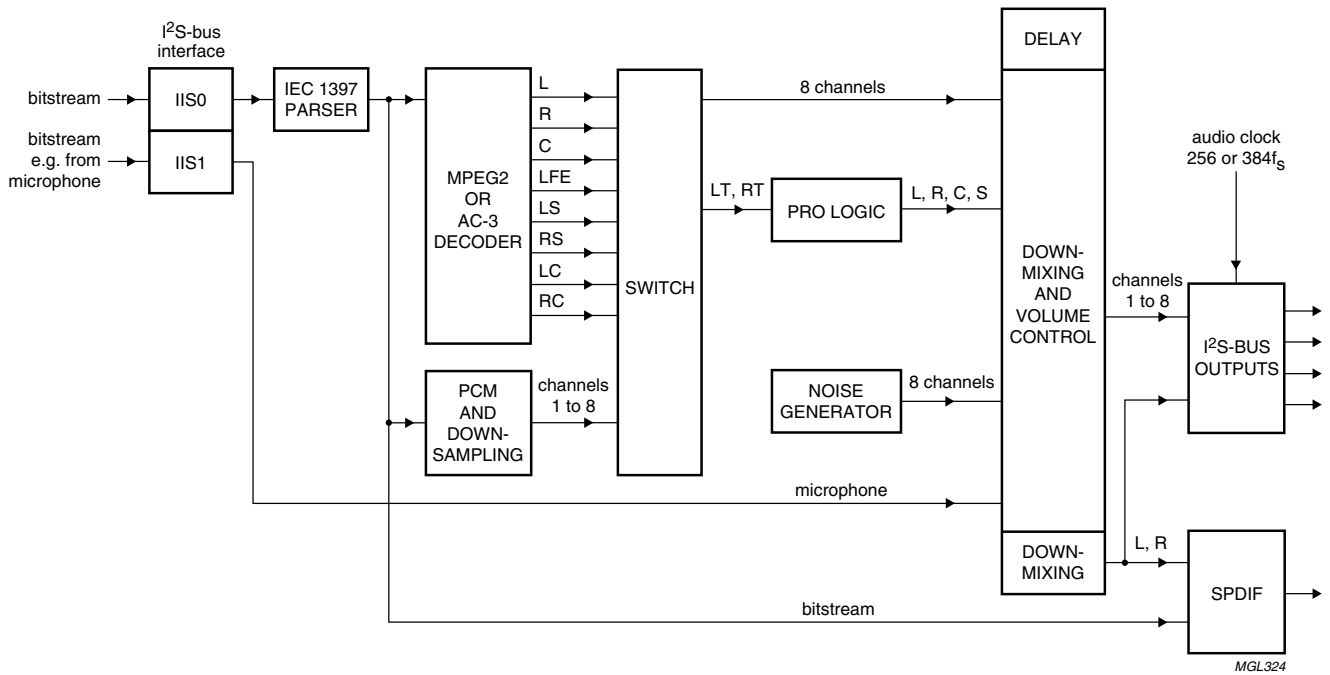 I²S-bus
interface
bitstream
IIS0
bitstream
e.g. from
microphone
IIS1
IEC 1397
PARSER
MPEG2
OR
AC-3
DECODER
L
R
C
LFE
LS
RS
LC
RC
PCM
AND
DOWN-
SAMPLING
channels
1 to 8
SWITCH
8 channels
LT, RT
PRO LOGIC
L, R, C, S
NOISE
GENERATOR
8 channels
microphone
bitstream
DELAY
DOWN-
MIXING
AND
VOLUME
CONTROL
DOWN-
MIXING
channels
1 to 8
audio clock
256 or 384fs
I²S-BUS
OUTPUTS
L, R
SPDIF
MGL324